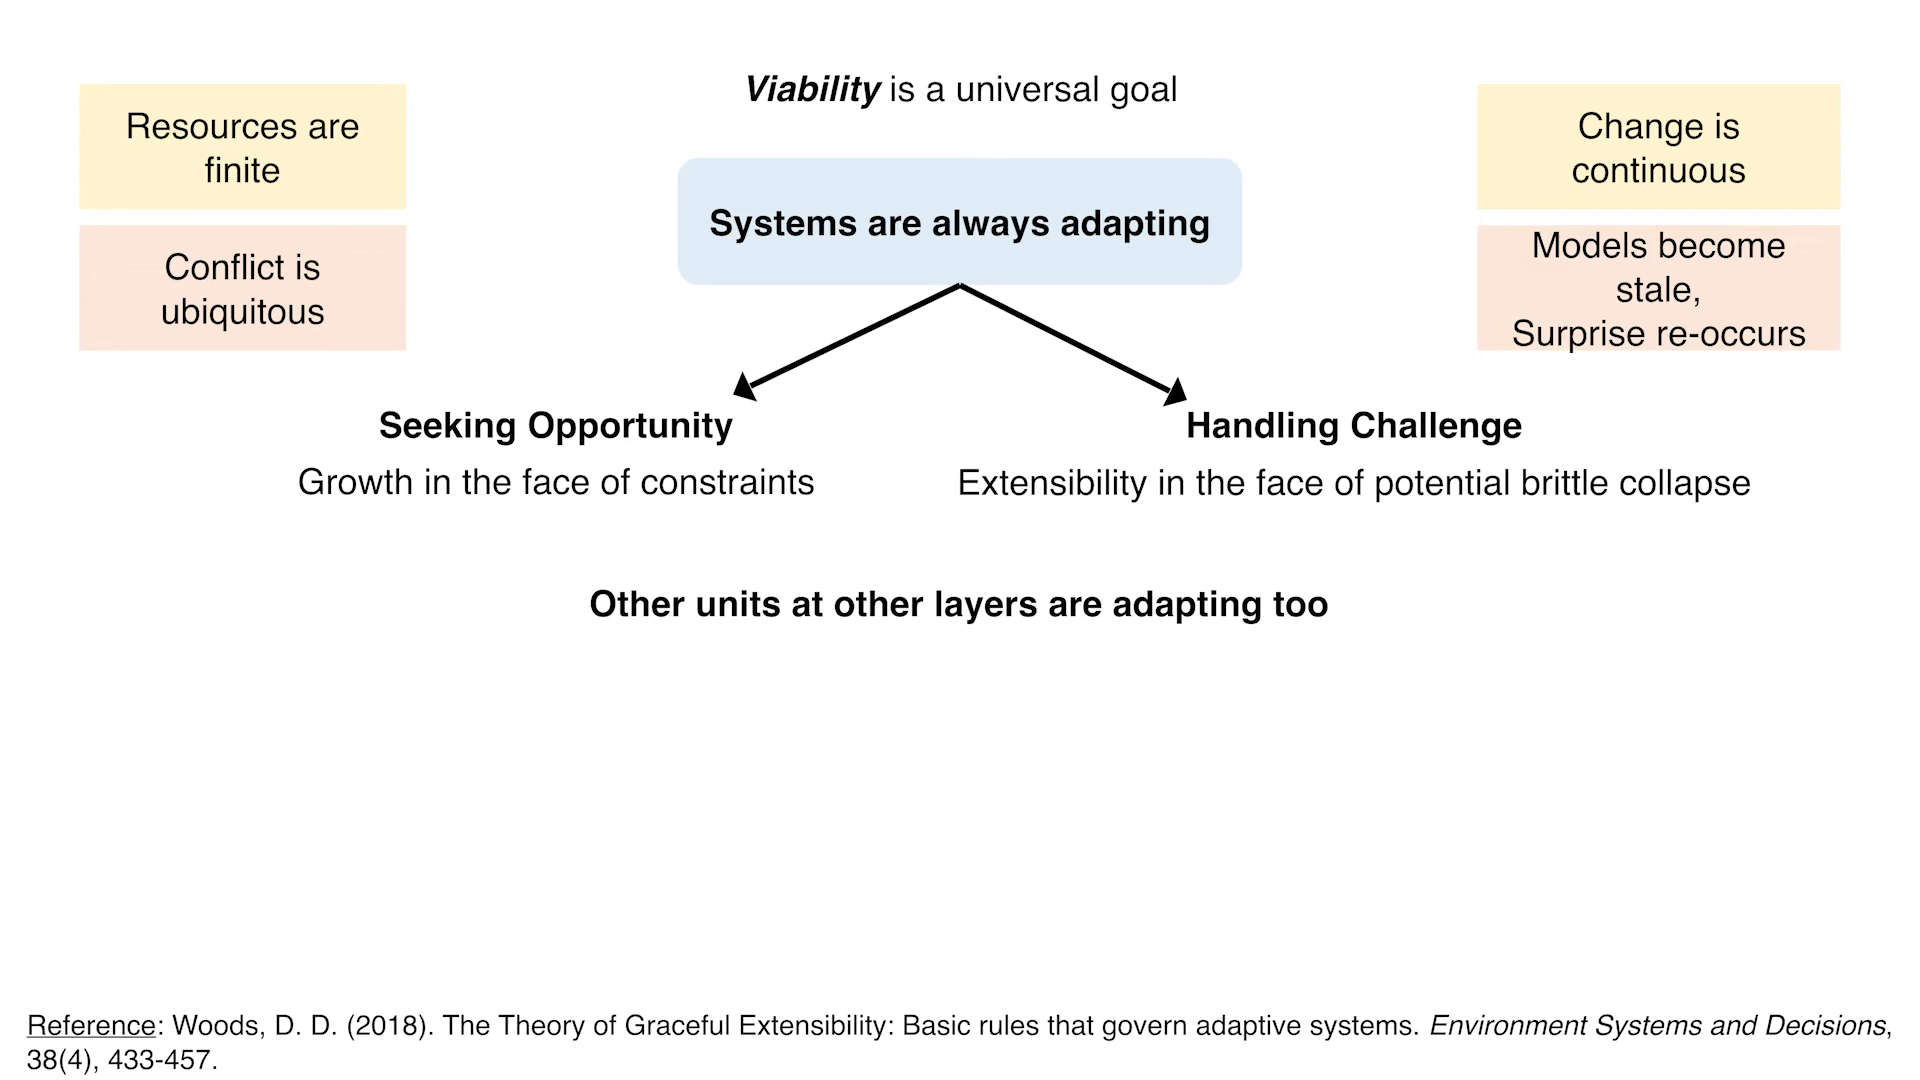 Viability is a universal goal
Resources are
finite
Conflict is
ubiquitous
Systems are always adapting
Change is
continuous
Models become
stale,
Surprise re-occurs
Seeking Opportunity
Growth in the face of constraints
Handling Challenge
Extensibility in the face of potential brittle collapse
Other units at other layers are adapting too
Reference: Woods, D. D. (2018). The Theory of Graceful Extensibility: Basic rules that govern adaptive systems. Environment Systems and Decisions,
38(4), 433-457.